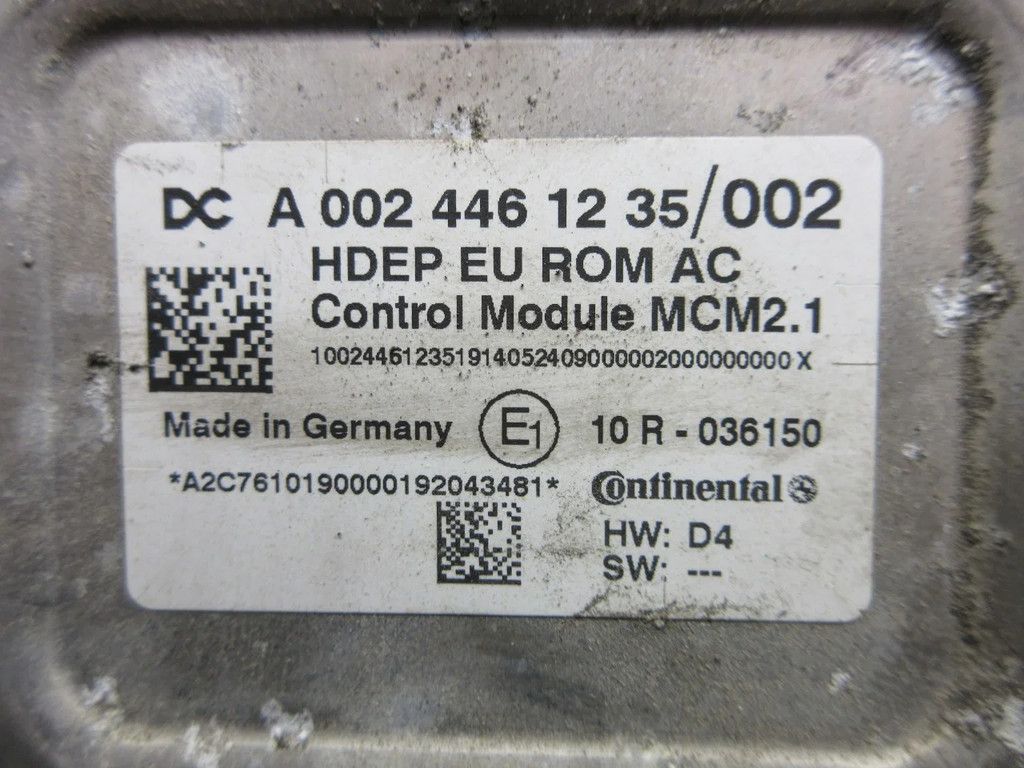 DC A 002 446 12 35/002
HDEP EU ROM AC
Control Module MCM2.1
100244612351914052409000002000000000 X
Made in Germany E1 10 R - 036150
*A2C7610190000192043481* Continental
HW: D4
SW: ---